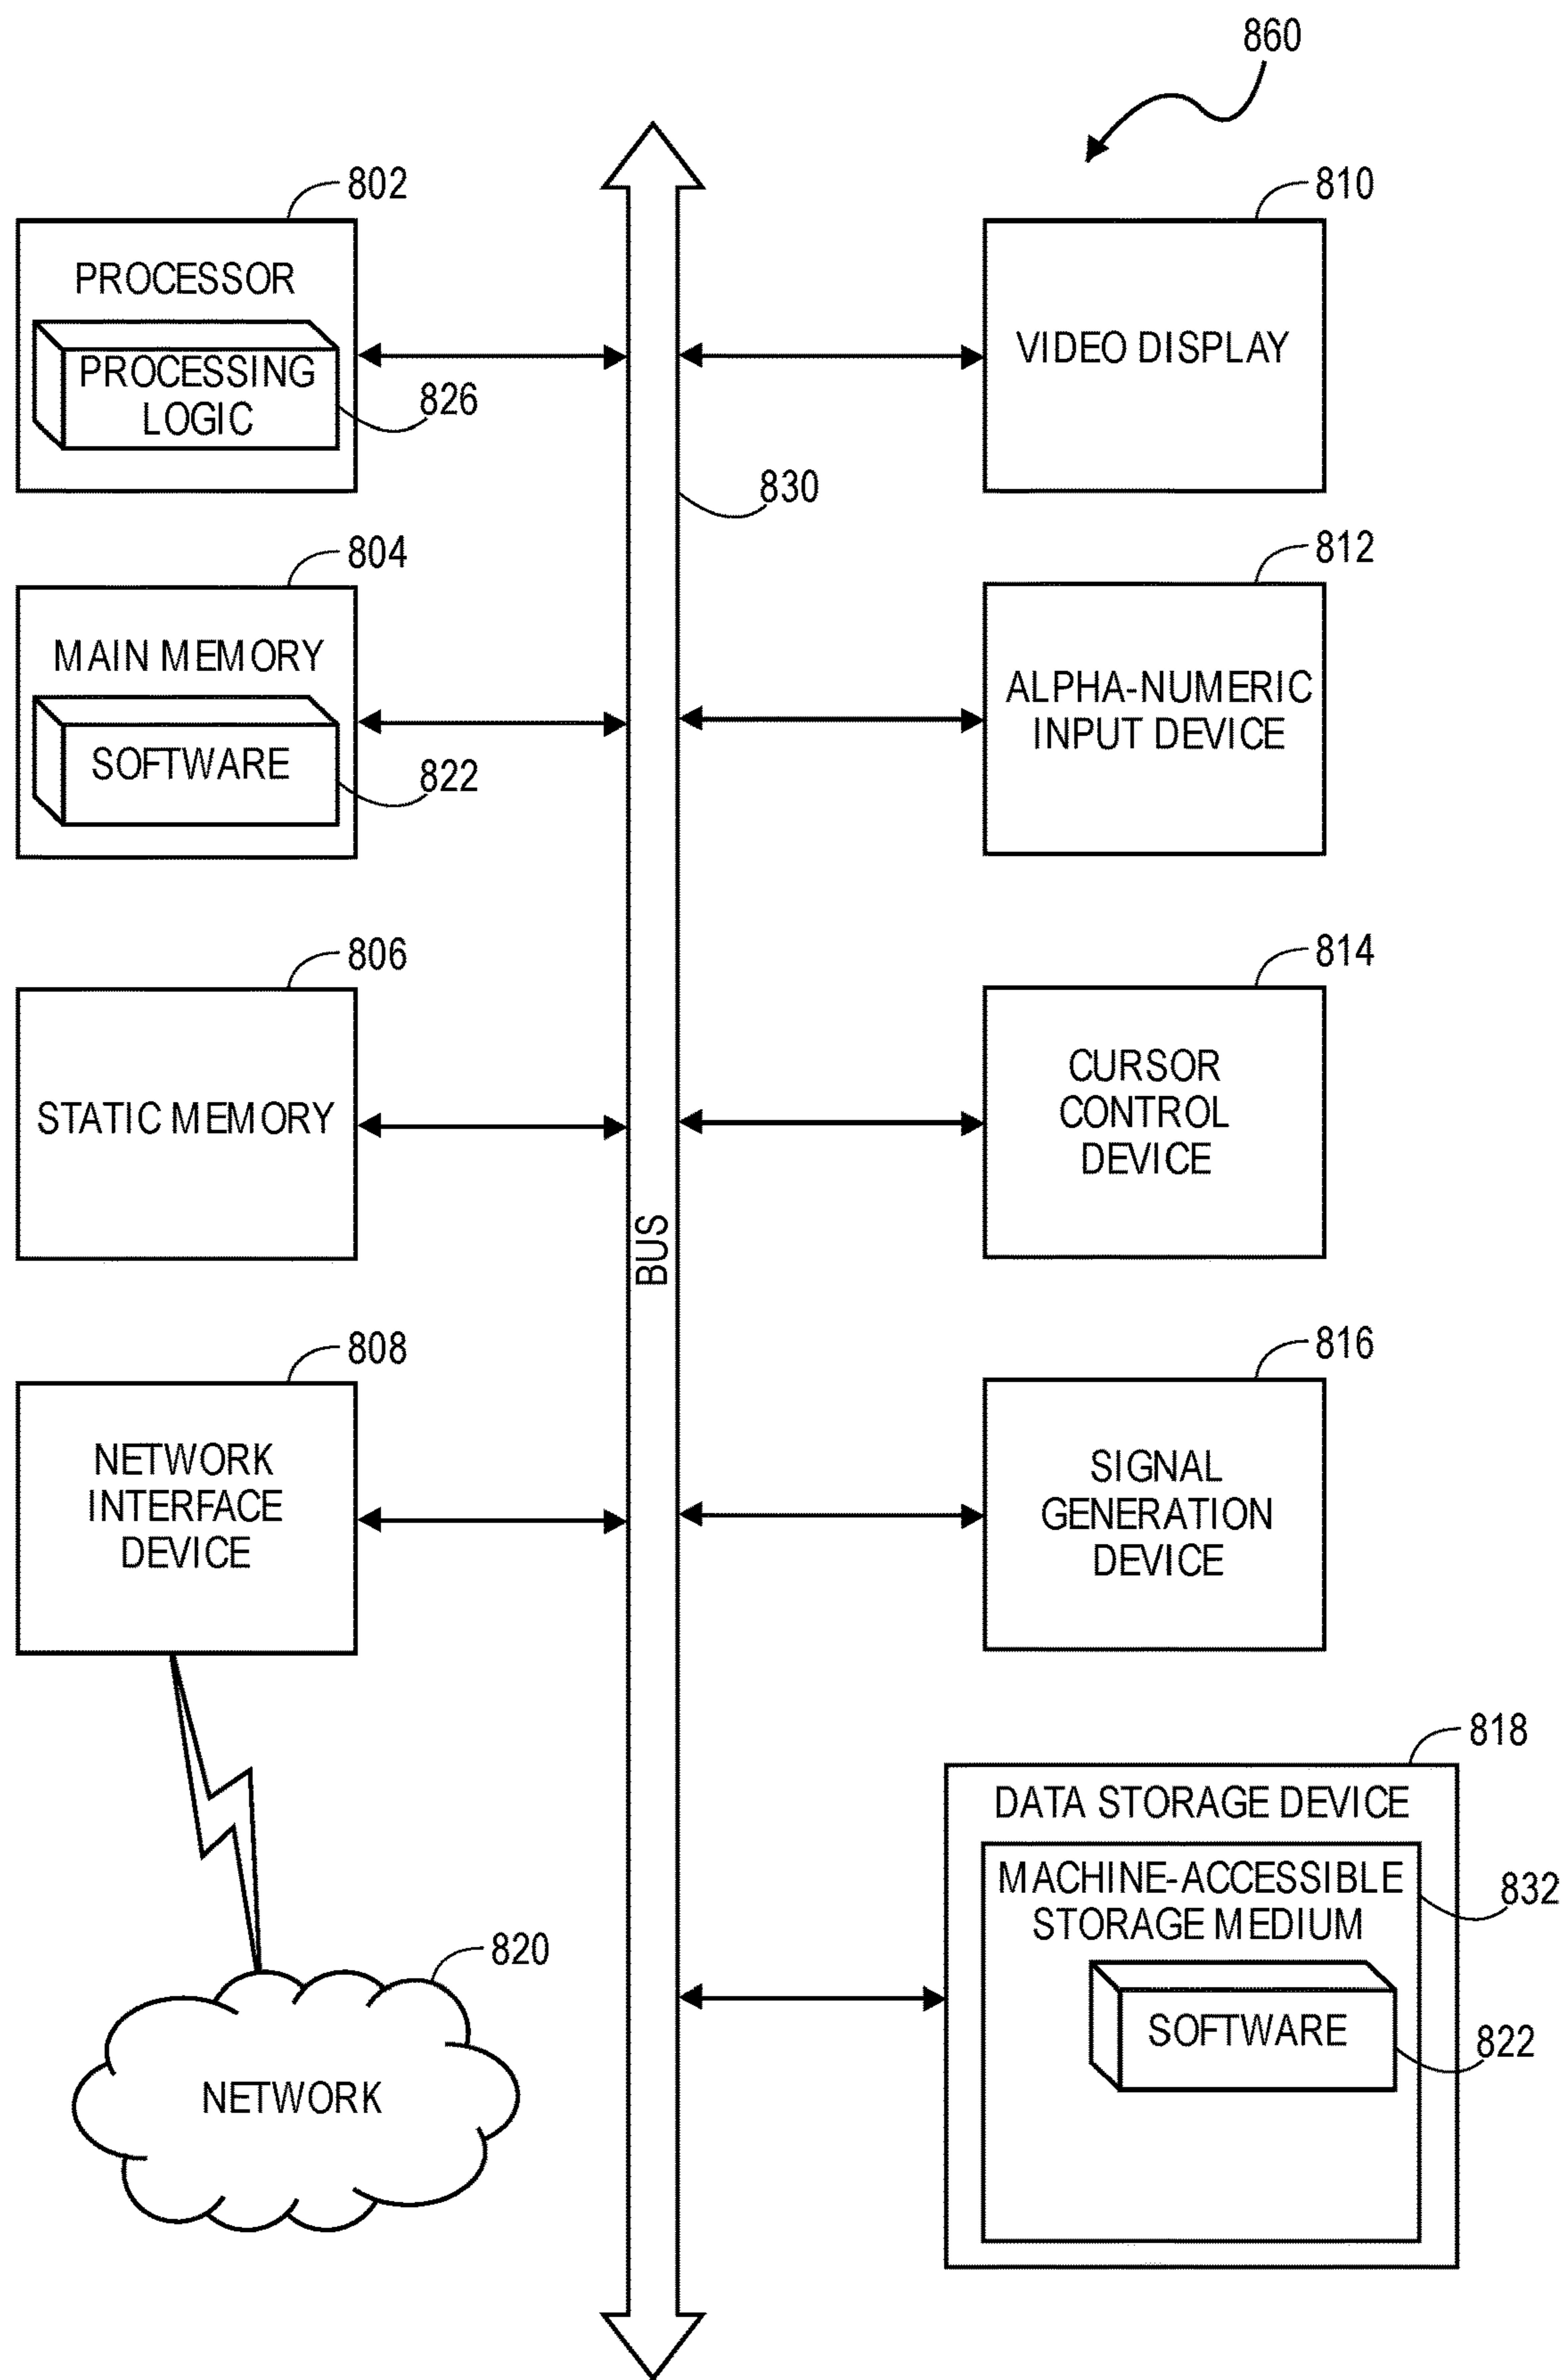 860
802
PROCESSOR
PROCESSING
LOGIC
826
810
VIDEO DISPLAY
830
804
MAIN MEMORY
SOFTWARE
822
812
ALPHA-NUMERIC
INPUT DEVICE
806
STATIC MEMORY
814
CURSOR
CONTROL
DEVICE
BUS
808
NETWORK
INTERFACE
DEVICE
816
SIGNAL
GENERATION
DEVICE
818
DATA STORAGE DEVICE
MACHINE-ACCESSIBLE
STORAGE MEDIUM
832
SOFTWARE
822
820
NETWORK